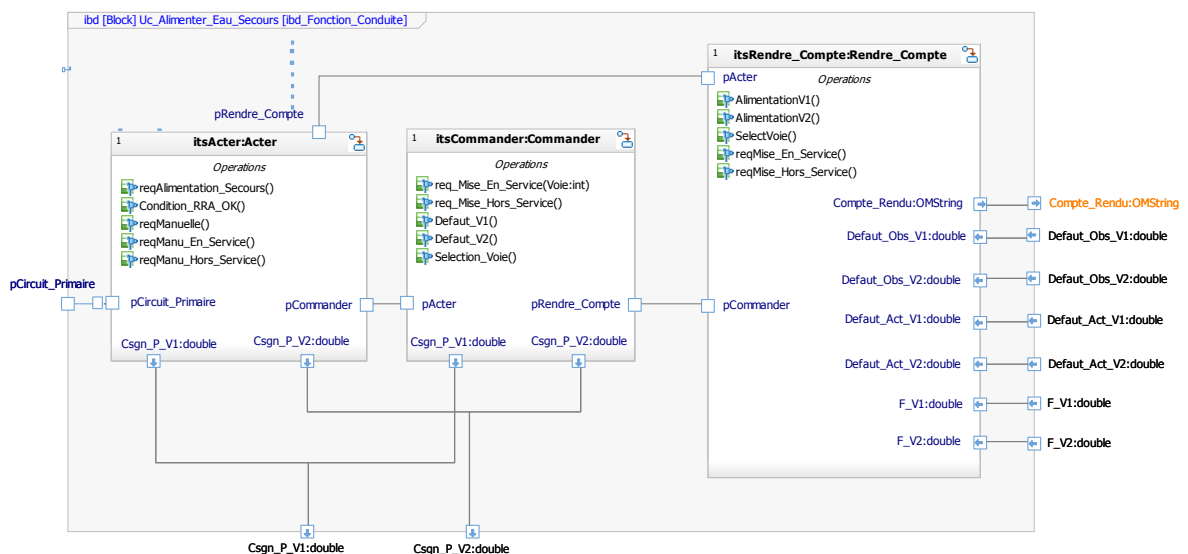 ibd [Block] Uc_Alimenter_Eau_Secours [ibd_Fonction_Conduite]
pRendre_Compte
1 itsActer:Acter
Operations
reqAlimentation_Secours()
Condition_RRA_OK()
reqManuelle()
reqManu_En_Service()
reqManu_Hors_Service()
pCircuit_Primaire
pCircuit_Primaire
pCommander
Csgn_P_V1:double
Csgn_P_V2:double
1 itsCommander:Commander
Operations
req_Mise_En_Service(Voie:int)
req_Mise_Hors_Service()
Defaut_V1()
Defaut_V2()
Selection_Voie()
pActer
pRendre_Compte
Csgn_P_V1:double
Csgn_P_V2:double
1 itsRendre_Compte:Rendre_Compte
pActer
Operations
AlimentationV1()
AlimentationV2()
SelectVoie()
reqMise_En_Service()
reqMise_Hors_Service()
Compte_Rendu:OMString
Compte_Rendu:OMString
Defaut_Obs_V1:double
Defaut_Obs_V1:double
Defaut_Obs_V2:double
Defaut_Obs_V2:double
pCommander
Defaut_Act_V1:double
Defaut_Act_V1:double
Defaut_Act_V2:double
Defaut_Act_V2:double
F_V1:double
F_V1:double
F_V2:double
F_V2:double
Csgn_P_V1:double
Csgn_P_V2:double